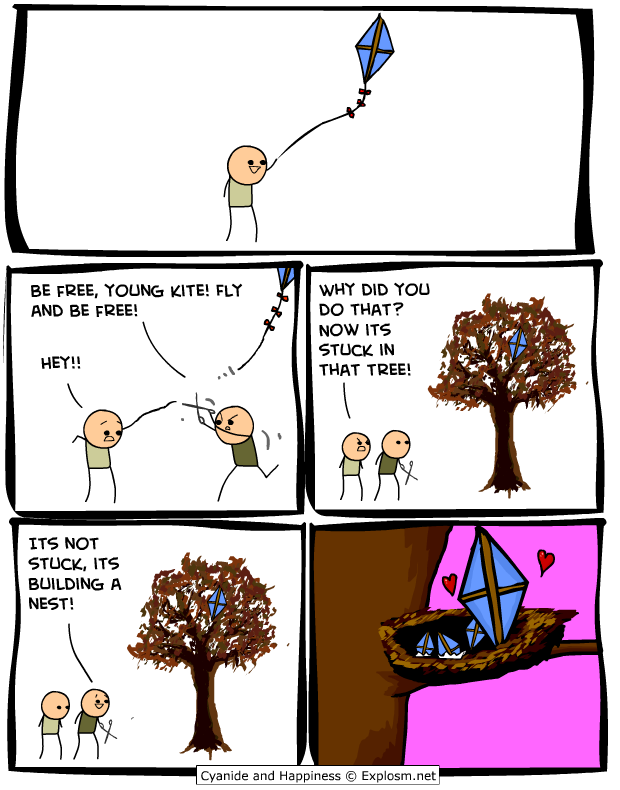 BE FREE, YOUNG KITE! FLY
AND BE FREE!
HEY!!
WHY DID YOU
DO THAT?
NOW ITS
STUCK IN
THAT TREE!
ITS NOT
STUCK, ITS
BUILDING A
NEST!
Cyanide and Happiness © Explosm.net